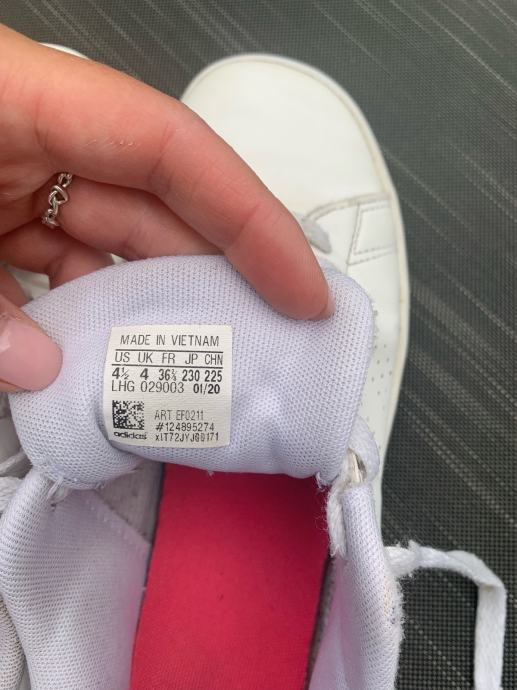 MADE IN VIETNAM
US UK FR JP CHN
4½ 4 36⅔ 230 225
LHG 029003 01/20
ART EF0211
#124895274
adidas xIT72JYJG0171